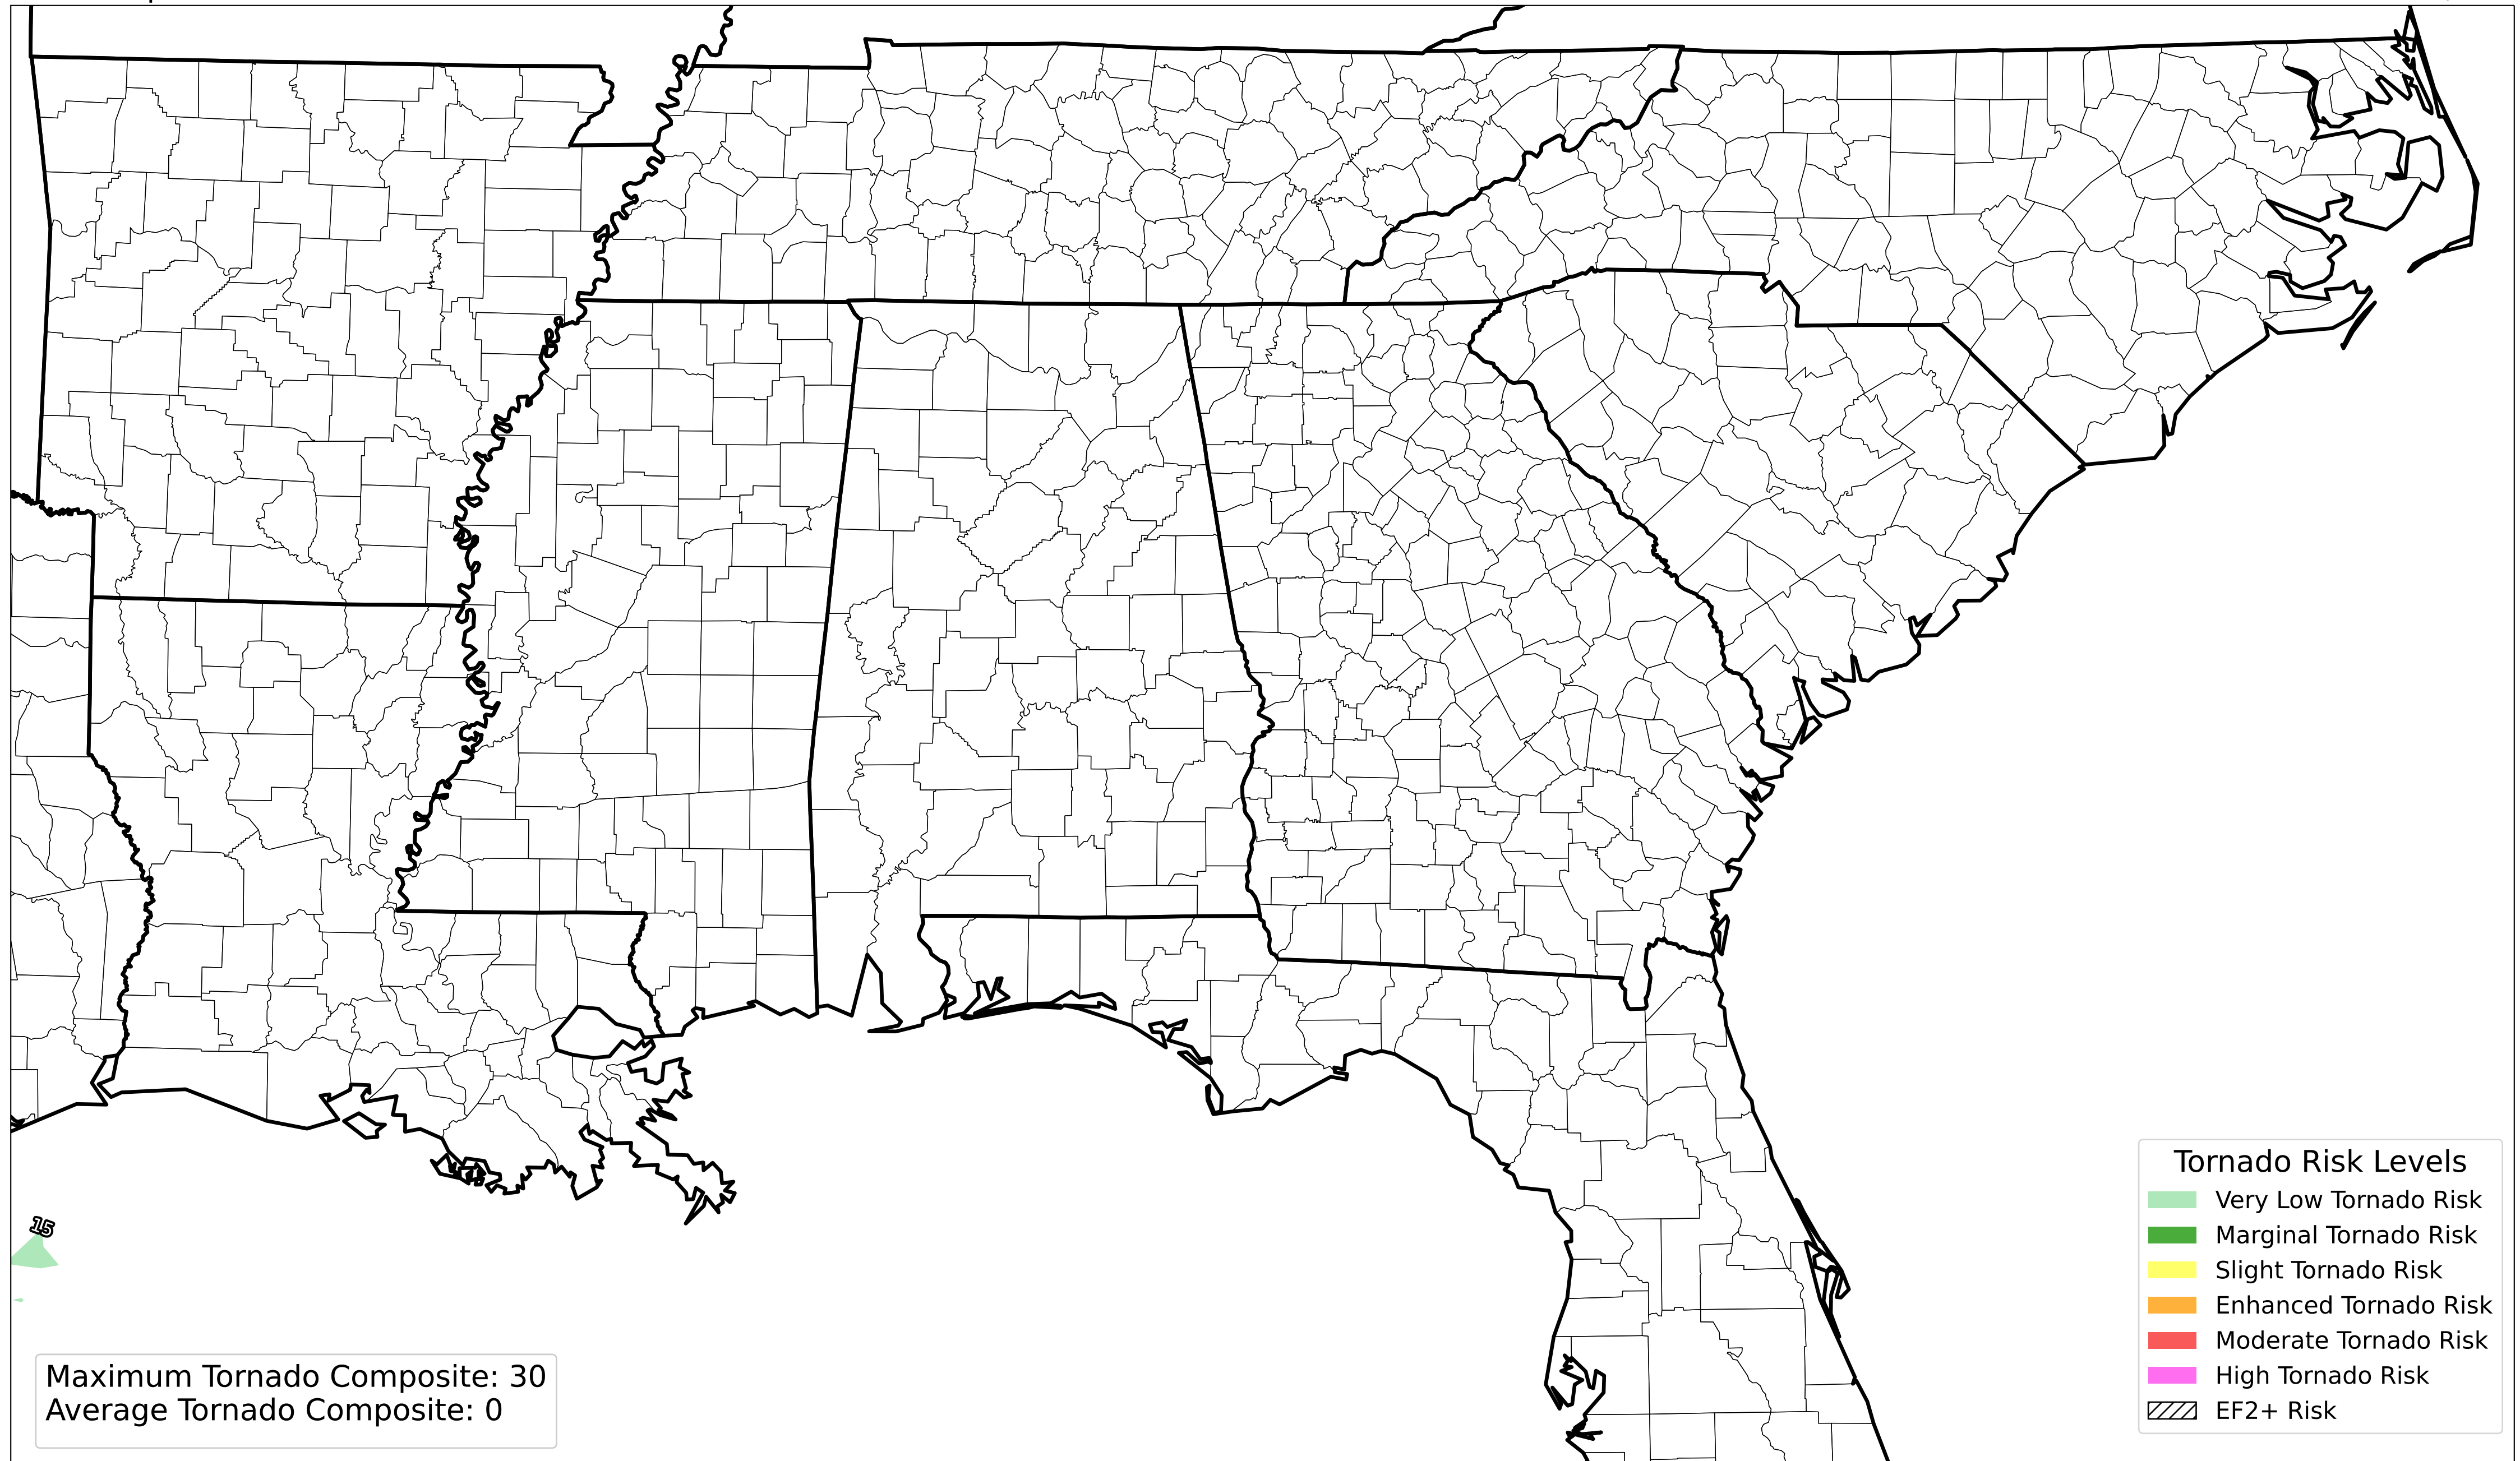 15
Maximum Tornado Composite: 30
Average Tornado Composite: 0
Tornado Risk Levels
Very Low Tornado Risk
Marginal Tornado Risk
Slight Tornado Risk
Enhanced Tornado Risk
Moderate Tornado Risk
High Tornado Risk
EF2+ Risk